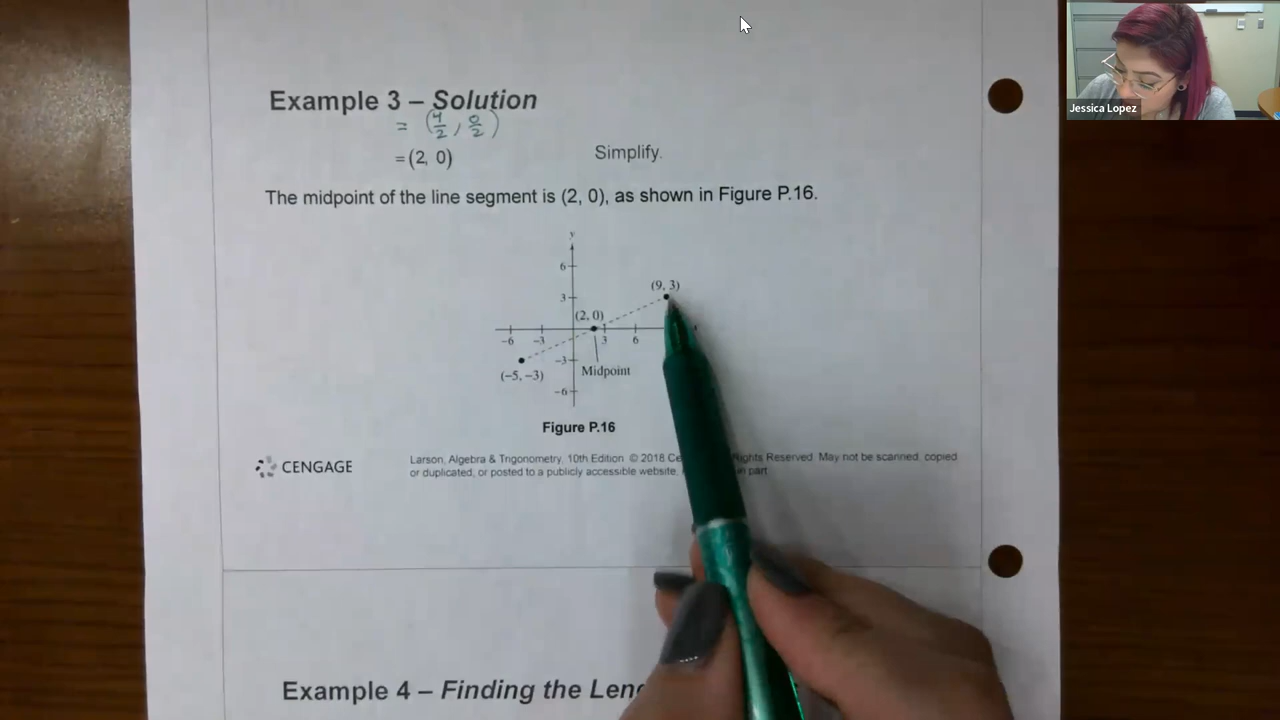 Example 3 – Solution
= (4/2, 0/2)
= (2, 0)
Simplify.
The midpoint of the line segment is (2, 0), as shown in Figure P.16.
y
6
(9, 3)
3
(2, 0)
-6 -3 3 6
-3
(-5, -3)
Midpoint
-6
Figure P.16
CENGAGE
Larson, Algebra & Trigonometry, 10th Edition. © 2018 Rights Reserved. May not be scanned, copied
or duplicated, or posted to a publicly accessible website, part
Example 4 – Finding the
Jessica Lopez